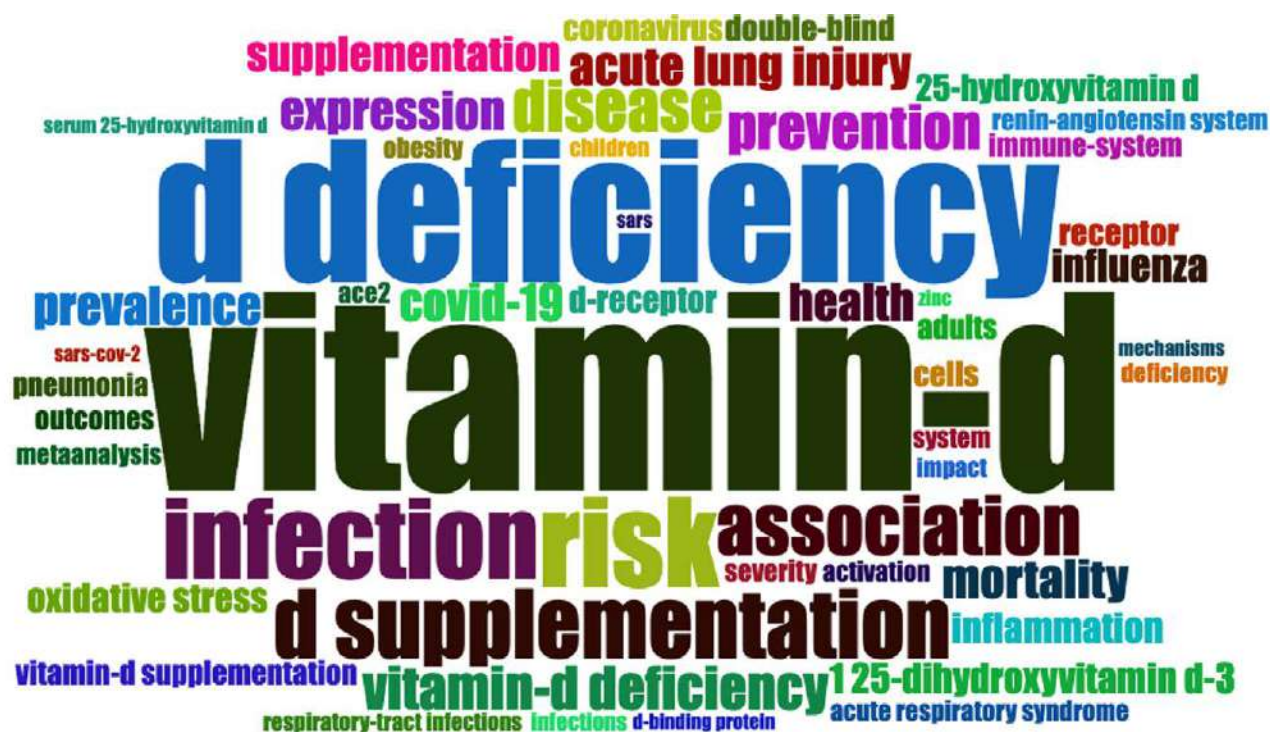 coronavirus double-blind
supplementation acute lung injury
25-hydroxyvitamin d
expression disease prevention renin-angiotensin system
serum 25-hydroxyvitamin d
obesity children immune-system
d deficiency
sars
receptor
influenza
prevalence ace2 covid-19 d-receptor health zinc
adults
vitamin-d
sars-cov-2
mechanisms
pneumonia cells deficiency
outcomes
system
metaanalysis impact
infection risk association
severity activation mortality
oxidative stress
d supplementation inflammation
vitamin-d supplementation vitamin-d deficiency 1 25-dihydroxyvitamin d-3
acute respiratory syndrome
respiratory-tract infections infections d-binding protein